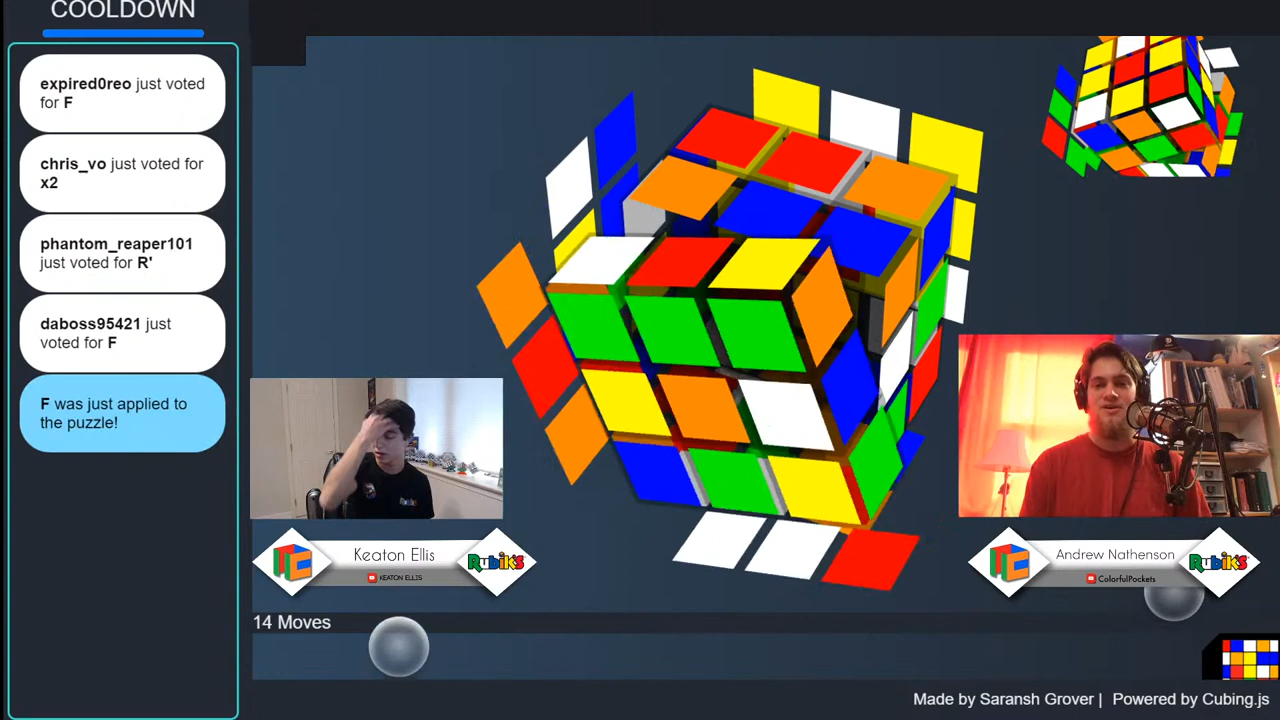 COOLDOWN
expired0reo just voted
for F
chris_vo just voted for
x2
phantom_reaper101
just voted for R'
daboss95421 just
voted for F
F was just applied to
the puzzle!
Keaton Ellis
KEATON ELLIS
RUBIK'S
Andrew Nathenson
ColorfulPockets
RUBIK'S
14 Moves
Made by Saransh Grover | Powered by Cubing.js